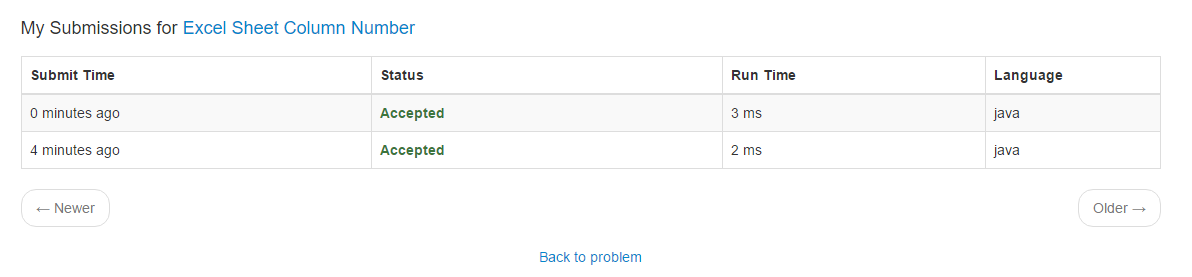 My Submissions for Excel Sheet Column Number
Submit Time Status Run Time Language
0 minutes ago Accepted 3 ms java
4 minutes ago Accepted 2 ms java
← Newer Older →
Back to problem